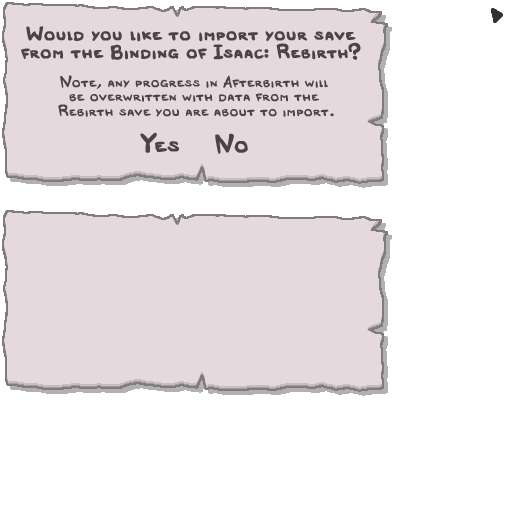 Would you like to import your save
from the Binding of Isaac: Rebirth?
Note, any progress in Afterbirth will
be overwritten with data from the
Rebirth save you are about to import.
Yes No